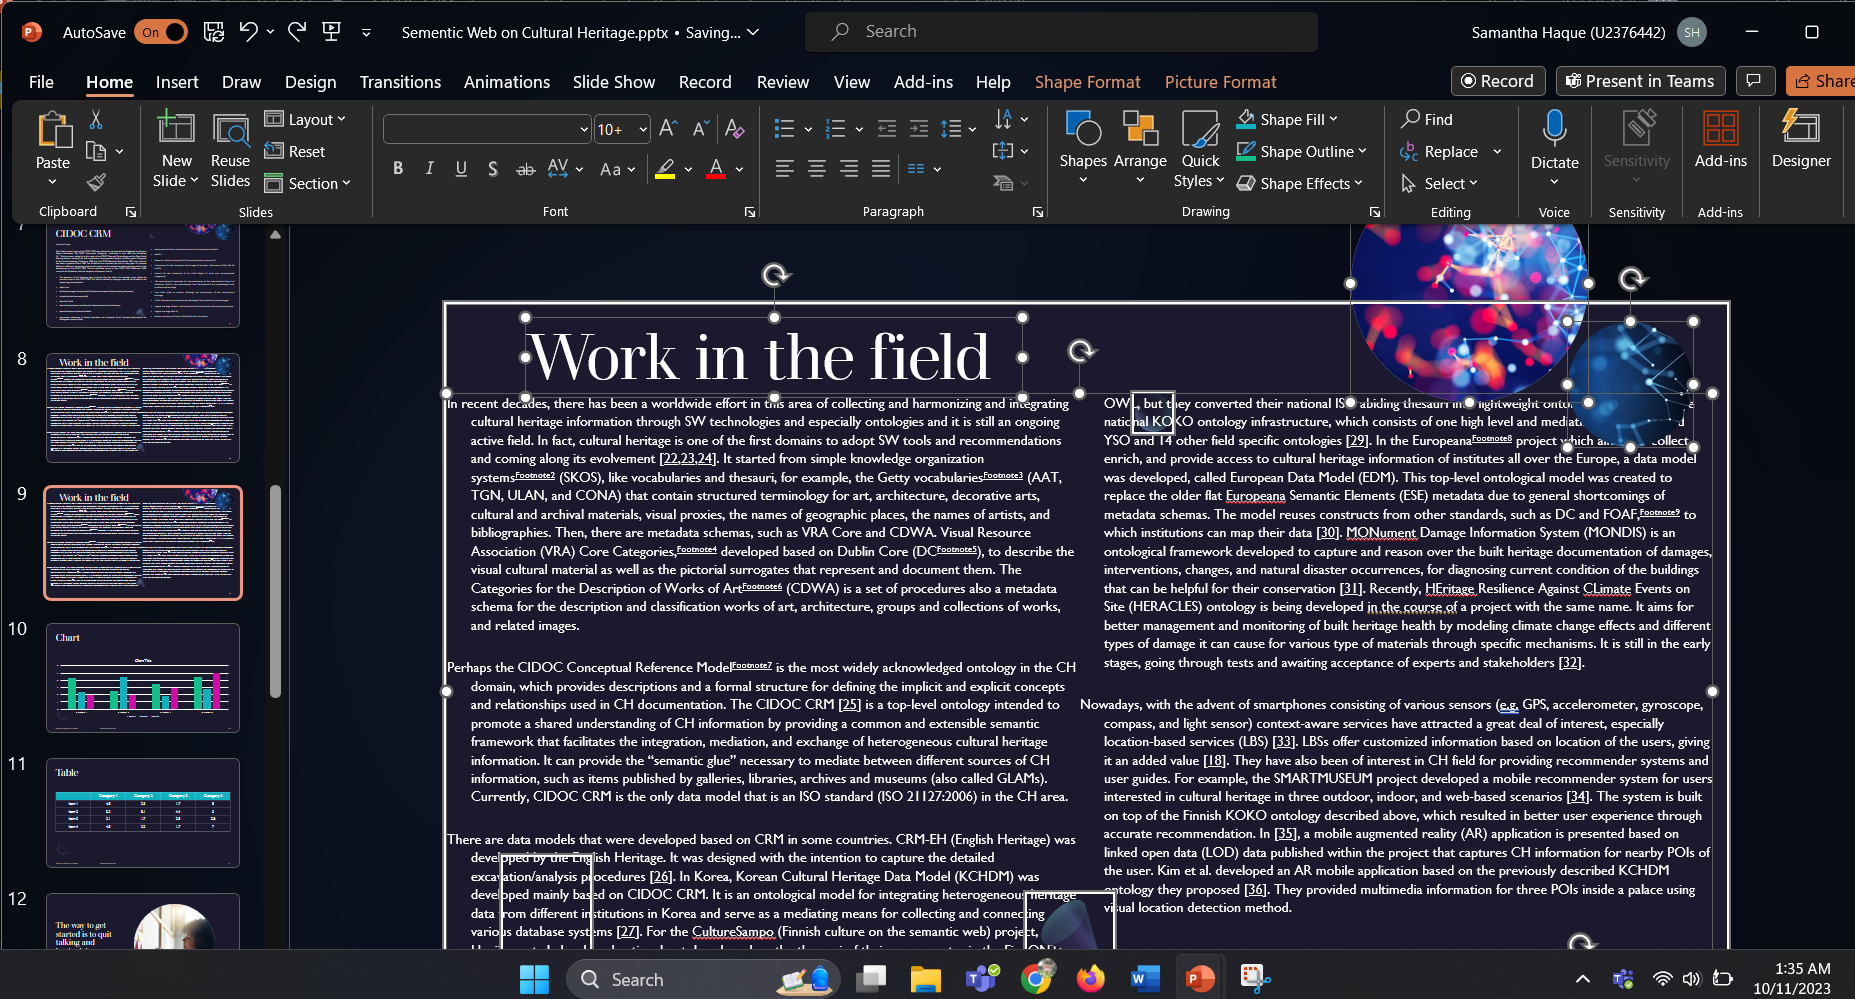 AutoSave On Sementic Web on Cultural Heritage.pptx • Saving... Search Samantha Haque (U2376442) SH
File Home Insert Draw Design Transitions Animations Slide Show Record Review View Add-ins Help Shape Format Picture Format Record Present in Teams Share
Paste
Clipboard
New Slide
Reuse Slides
Layout
Reset
Section
Slides
10+
B I U S ab AV Aa A
Font
Paragraph
Shapes
Arrange
Quick Styles
Shape Fill
Shape Outline
Shape Effects
Drawing
Find
Replace
Select
Editing
Dictate
Voice
Sensitivity
Sensitivity
Add-ins
Add-ins
Designer
7
CIDOC CRM
8
Work in the field
9
Work in the field
10
Chart
11
Table
12
The way to get started is to quit talking and
Work in the field
In recent decades, there has been a worldwide effort in this area of collecting and harmonizing and integrating
cultural heritage information through SW technologies and especially ontologies and it is still an ongoing
active field. In fact, cultural heritage is one of the first domains to adopt SW tools and recommendations
and coming along its evolvement [22,23,24]. It started from simple knowledge organization
systemsFootnote2 (SKOS), like vocabularies and thesauri, for example, the Getty vocabulariesFootnote3 (AAT,
TGN, ULAN, and CONA) that contain structured terminology for art, architecture, decorative arts,
cultural and archival materials, visual proxies, the names of geographic places, the names of artists, and
bibliographies. Then, there are metadata schemas, such as VRA Core and CDWA. Visual Resource
Association (VRA) Core Categories,Footnote4 developed based on Dublin Core (DCFootnote5), to describe the
visual cultural material as well as the pictorial surrogates that represent and document them. The
Categories for the Description of Works of ArtFootnote6 (CDWA) is a set of procedures also a metadata
schema for the description and classification works of art, architecture, groups and collections of works,
and related images.
Perhaps the CIDOC Conceptual Reference ModelFootnote7 is the most widely acknowledged ontology in the CH
domain, which provides descriptions and a formal structure for defining the implicit and explicit concepts
and relationships used in CH documentation. The CIDOC CRM [25] is a top-level ontology intended to
promote a shared understanding of CH information by providing a common and extensible semantic
framework that facilitates the integration, mediation, and exchange of heterogeneous cultural heritage
information. It can provide the “semantic glue” necessary to mediate between different sources of CH
information, such as items published by galleries, libraries, archives and museums (also called GLAMs).
Currently, CIDOC CRM is the only data model that is an ISO standard (ISO 21127:2006) in the CH area.
There are data models that were developed based on CRM in some countries. CRM-EH (English Heritage) was
developed by the English Heritage. It was designed with the intention to capture the detailed
excavation/analysis procedures [26]. In Korea, Korean Cultural Heritage Data Model (KCHDM) was
developed mainly based on CIDOC CRM. It is an ontological model for integrating heterogeneous heritage
data from different institutions in Korea and serve as a mediating means for collecting and connecting
various database systems [27]. For the CultureSampo (Finnish culture on the semantic web) project,
OWL, but they converted their national ISO abiding thesauri into lightweight
national KOKO ontology infrastructure, which consists of one high level and
YSO and 14 other field specific ontologies [29]. In the EuropeanaFootnote8 project which collect
enrich, and provide access to cultural heritage information of institutes all over the Europe, a data model
was developed, called European Data Model (EDM). This top-level ontological model was created to
replace the older flat Europeana Semantic Elements (ESE) metadata due to general shortcomings of
metadata schemas. The model reuses constructs from other standards, such as DC and FOAF,Footnote9 to
which institutions can map their data [30]. MONument Damage Information System (MONDIS) is an
ontological framework developed to capture and reason over the built heritage documentation of damages,
interventions, changes, and natural disaster occurrences, for diagnosing current condition of the buildings
that can be helpful for their conservation [31]. Recently, HEritage Resilience Against CLimate Events on
Site (HERACLES) ontology is being developed in the course of a project with the same name. It aims for
better management and monitoring of built heritage health by modeling climate change effects and different
types of damage it can cause for various type of materials through specific mechanisms. It is still in the early
stages, going through tests and awaiting acceptance of experts and stakeholders [32].
Nowadays, with the advent of smartphones consisting of various sensors (e.g. GPS, accelerometer, gyroscope,
compass, and light sensor) context-aware services have attracted a great deal of interest, especially
location-based services (LBS) [33]. LBSs offer customized information based on location of the users, giving
it an added value [18]. They have also been of interest in CH field for providing recommender systems and
user guides. For example, the SMARTMUSEUM project developed a mobile recommender system for users
interested in cultural heritage in three outdoor, indoor, and web-based scenarios [34]. The system is built
on top of the Finnish KOKO ontology described above, which resulted in better user experience through
accurate recommendation. In [35], a mobile augmented reality (AR) application is presented based on
linked open data (LOD) data published within the project that captures CH information for nearby POIs of
the user. Kim et al. developed an AR mobile application based on the previously described KCHDM
ontology they proposed [36]. They provided multimedia information for three POIs inside a palace using
visual location detection method.
Search
1:35 AM
10/11/2023